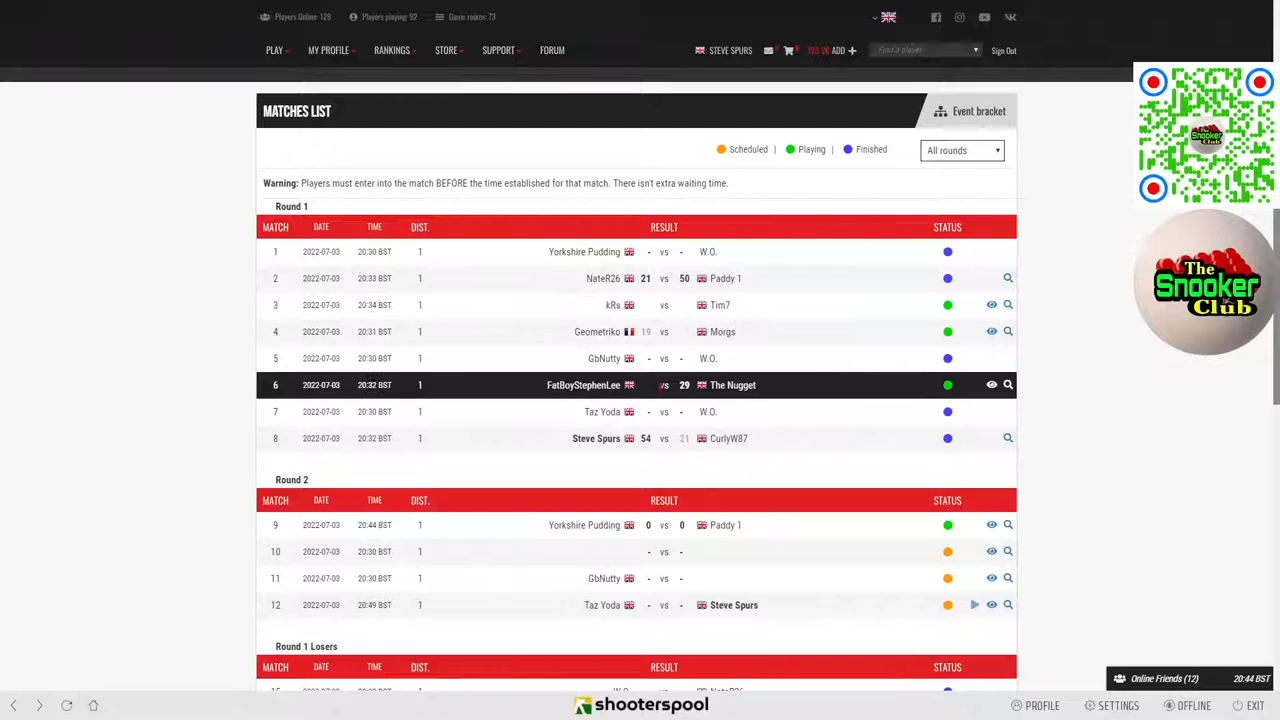 Players Online: 129 Players playing: 92 Game rooms: 73
PLAY MY PROFILE RANKINGS STORE SUPPORT FORUM STEVE SPURS ADD Find a player Sign Out
MATCHES LIST Event bracket
Scheduled | Playing | Finished All rounds
Warning: Players must enter into the match BEFORE the time established for that match. There isn't extra waiting time.
Round 1
MATCH DATE TIME DIST. RESULT STATUS
1 2022-07-03 20:30 BST 1 Yorkshire Pudding - vs - W.O.
2 2022-07-03 20:33 BST 1 NateR26 21 vs 50 Paddy 1
3 2022-07-03 20:34 BST 1 kRs vs Tim7
4 2022-07-03 20:31 BST 1 Geometriko 19 vs Morgs
5 2022-07-03 20:30 BST 1 GbNutty - vs - W.O.
6 2022-07-03 20:32 BST 1 FatBoyStephenLee vs 29 The Nugget
7 2022-07-03 20:30 BST 1 Taz Yoda - vs - W.O.
8 2022-07-03 20:32 BST 1 Steve Spurs 54 vs 21 CurlyW87
Round 2
MATCH DATE TIME DIST. RESULT STATUS
9 2022-07-03 20:44 BST 1 Yorkshire Pudding 0 vs 0 Paddy 1
10 2022-07-03 20:30 BST 1 - vs -
11 2022-07-03 20:30 BST 1 GbNutty - vs -
12 2022-07-03 20:49 BST 1 Taz Yoda - vs - Steve Spurs
Round 1 Losers
MATCH DATE TIME DIST. RESULT STATUS
The
Snooker
Club
The
Snooker
Club
Online Friends (12) 20:44 BST
shooterspool PROFILE SETTINGS OFFLINE EXIT